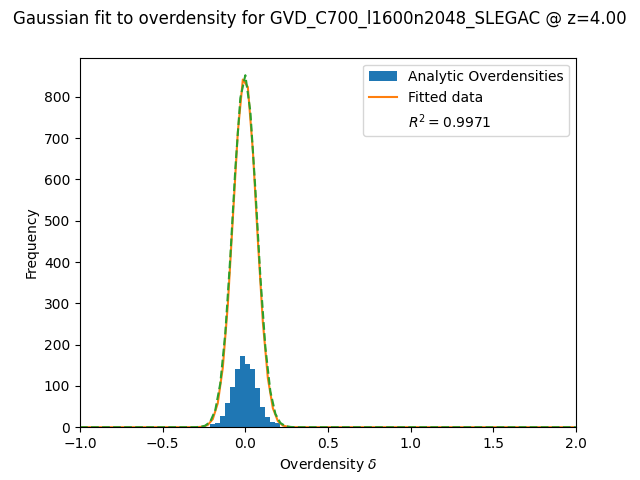 Gaussian fit to overdensity for GVD_C700_l1600n2048_SLEGAC @ z=4.00
Analytic Overdensities
Fitted data
R² = 0.9971
Frequency
800
700
600
500
400
300
200
100
0
−1.0 −0.5 0.0 0.5 1.0 1.5 2.0
Overdensity δ